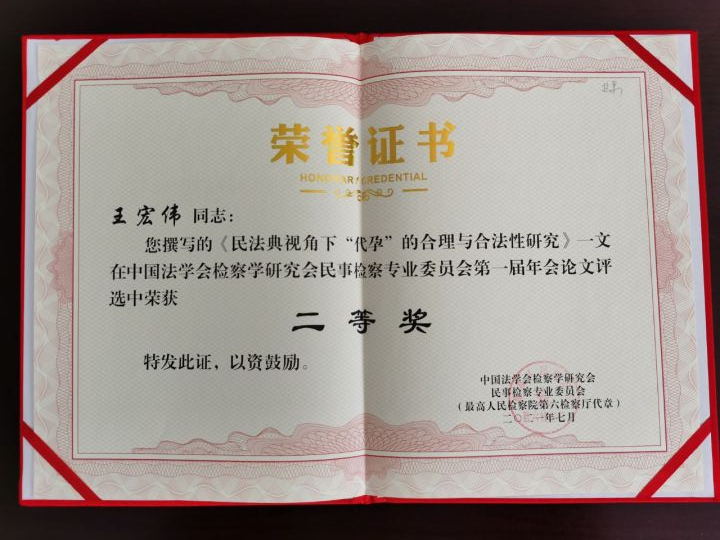 荣誉证书
HONORARY CREDENTIAL
王宏伟 同志：
您撰写的《民法典视角下“代孕”的合理与合法性研究》一文
在中国法学会检察学研究会民事检察专业委员会第一届年会论文评
选中荣获
二等奖
特发此证，以资鼓励。
中国法学会检察学研究会
民事检察专业委员会
（最高人民检察院第六检察厅代章）
二〇二一年七月